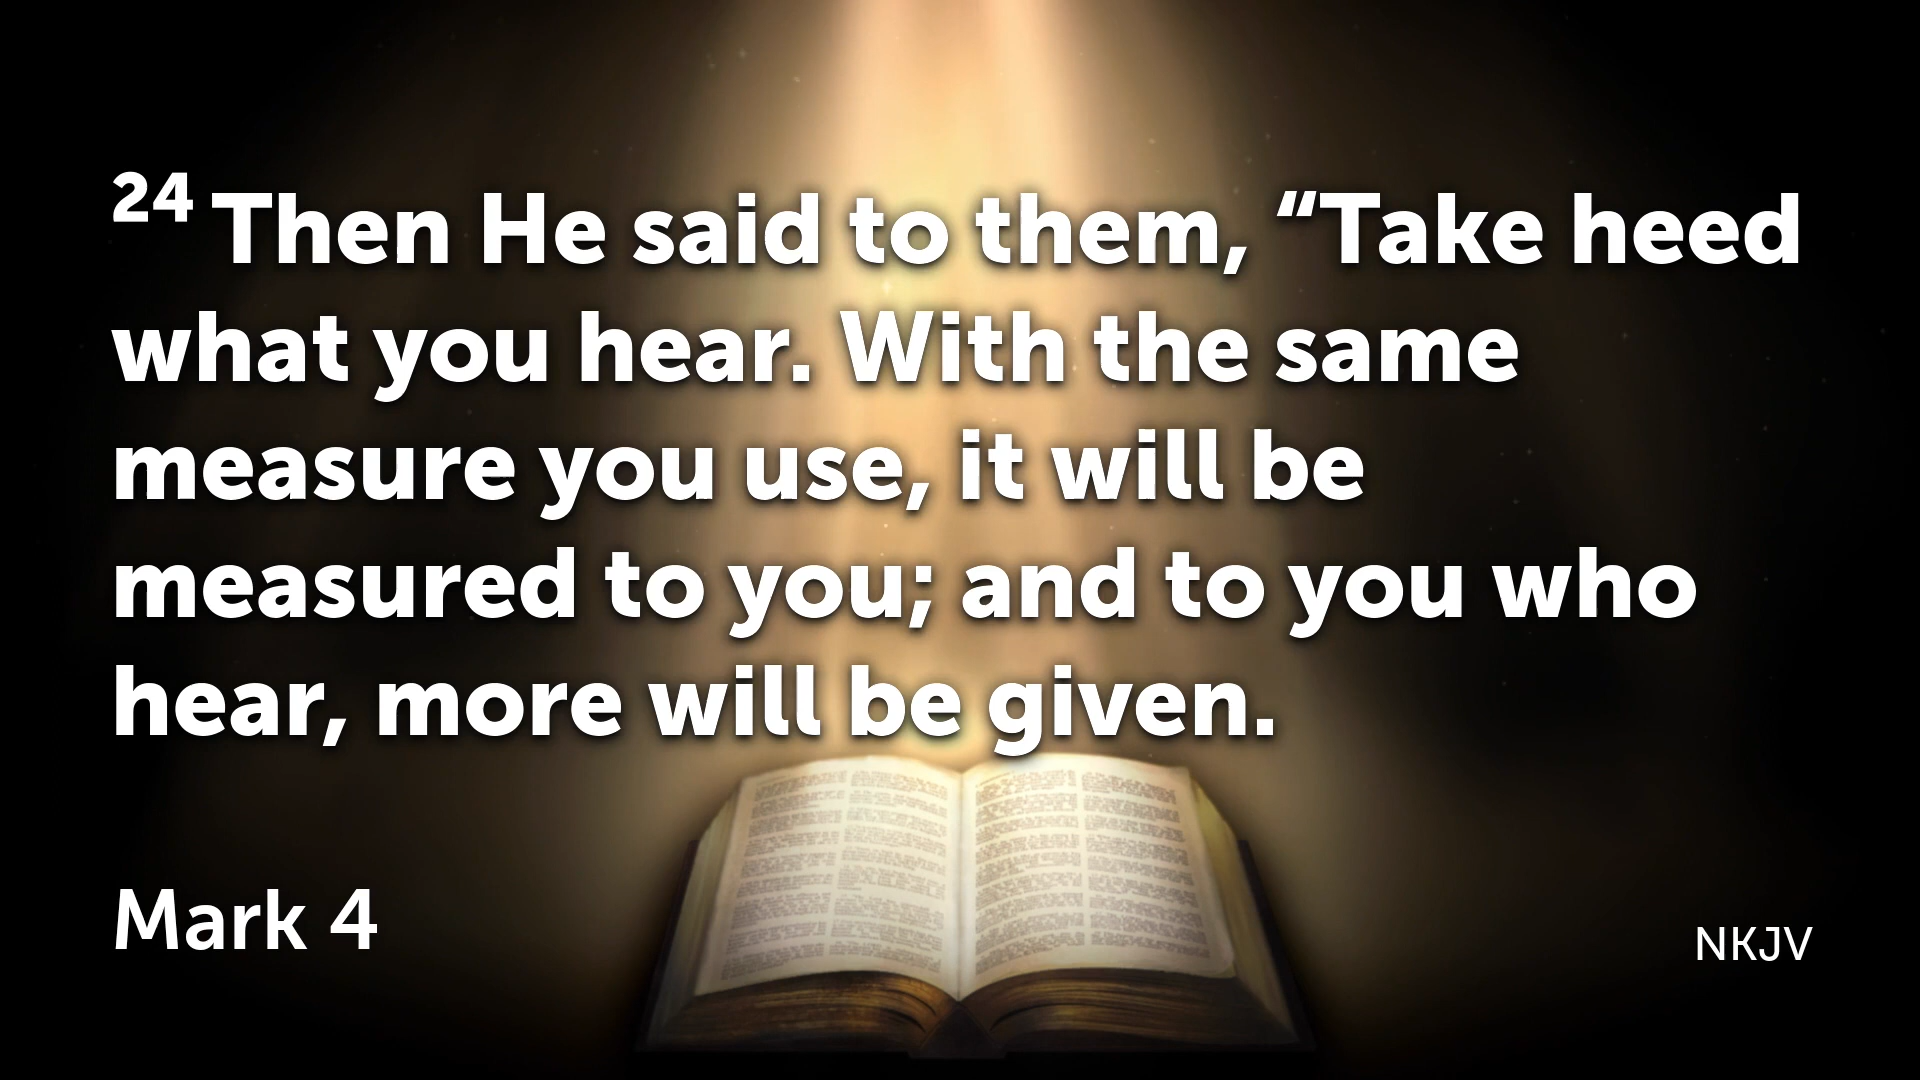 24 Then He said to them, “Take heed
what you hear. With the same
measure you use, it will be
measured to you; and to you who
hear, more will be given.
Mark 4
NKJV